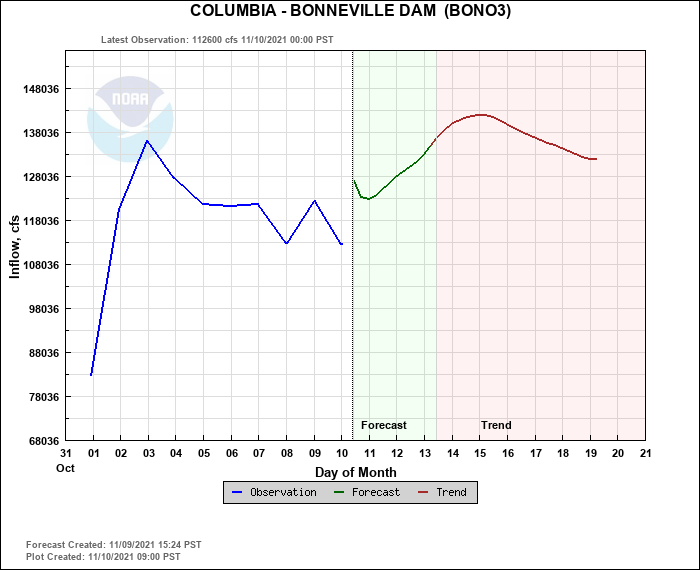 COLUMBIA - BONNEVILLE DAM (BONO3)
Latest Observation: 112600 cfs 11/10/2021 00:00 PST
NOAA
148036
138036
128036
118036
108036
98036
88036
78036
68036
Inflow, cfs
Forecast
Trend
31 01 02 03 04 05 06 07 08 09 10 11 12 13 14 15 16 17 18 19 20 21
Oct
Day of Month
Observation Forecast Trend
Forecast Created: 11/09/2021 15:24 PST
Plot Created: 11/10/2021 09:00 PST